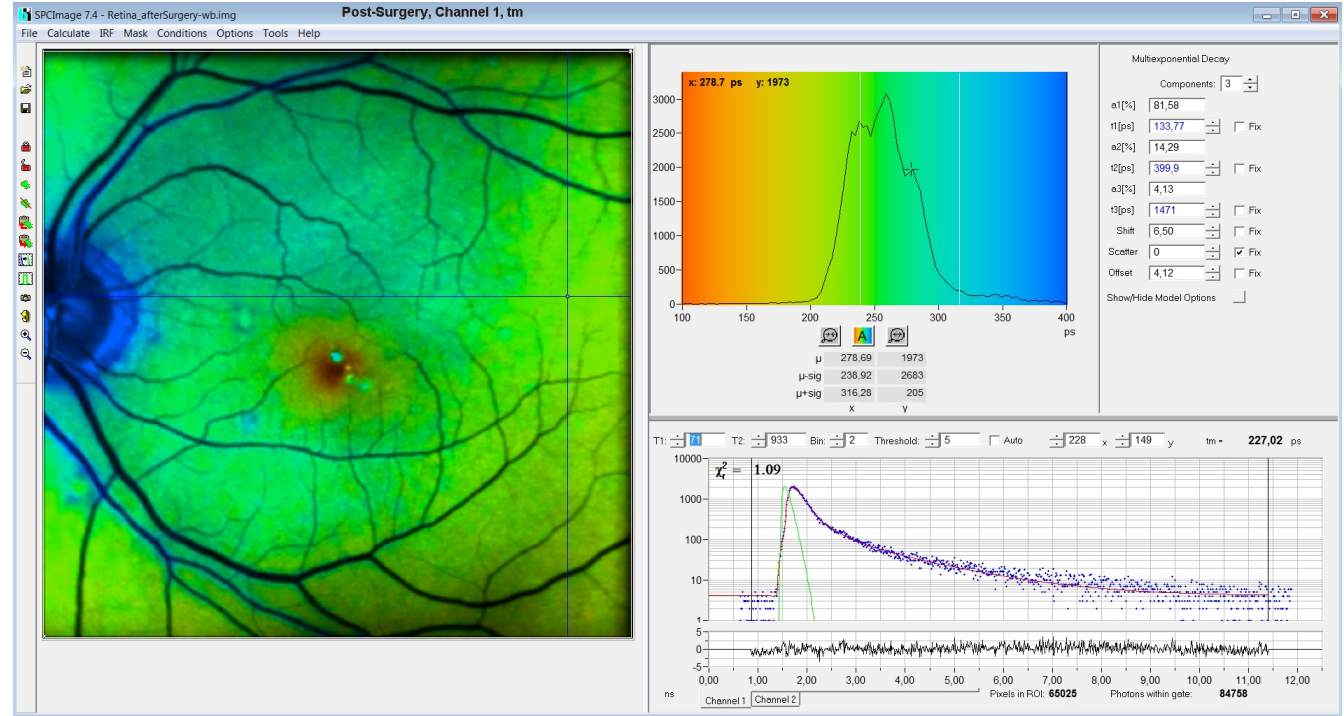 SPCImage 7.4 - Retina_afterSurgery-wb.img
Post-Surgery, Channel 1, tm
File Calculate IRF Mask Conditions Options Tools Help
x: 278.7 ps y: 1973
3000
2500
2000
1500
1000
500
0
100 150 200 250 300 350 400
ps
A
μ 278,69 1973
μ-sig 238,92 2683
μ+sig 316,28 205
x y
Multiexponential Decay
Components: 3
a1[%] 81,58
t1[ps] 133,77 Fix
a2[%] 14,29
t2[ps] 399,9 Fix
a3[%] 4,13
t3[ps] 1471 Fix
Shift 6,50 Fix
Scatter 0 Fix
Offset 4,12 Fix
Show/Hide Model Options
T1: 71 T2: 933 Bin: 2 Threshold: 5 Auto 228 x 149 y tm = 227,02 ps
χ²r = 1.09
10000
1000
100
10
1
5
0
-5
0,00 1,00 2,00 3,00 4,00 5,00 6,00 7,00 8,00 9,00 10,00 11,00 12,00
ns
Channel 1 Channel 2
Pixels in ROI: 65025 Photons within gate: 84758